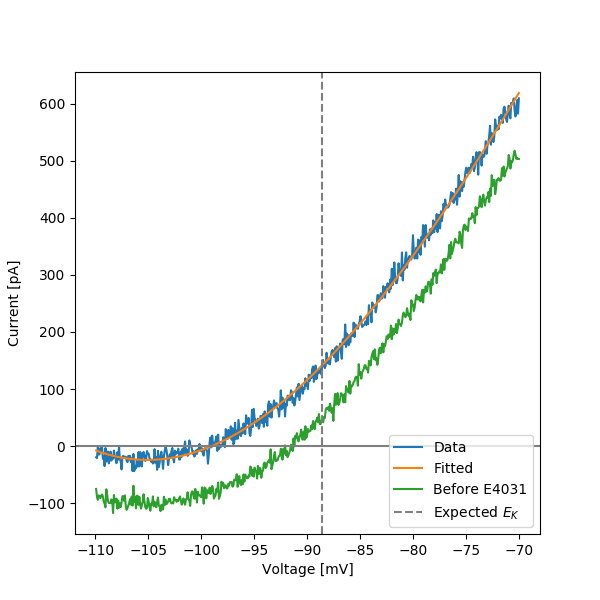 600
500
400
300
200
100
0
−100
Current [pA]
−110 −105 −100 −95 −90 −85 −80 −75 −70
Voltage [mV]
Data
Fitted
Before E4031
Expected E_K